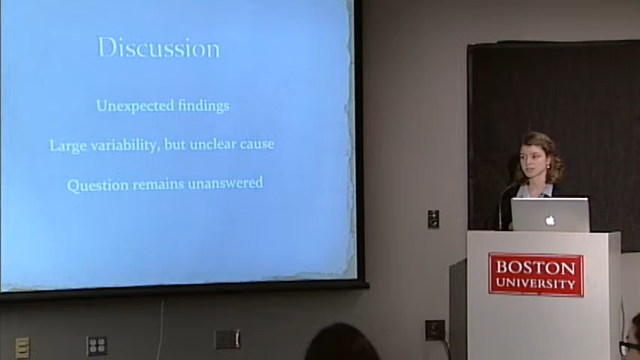 Discussion
Unexpected findings
Large variability, but unclear cause
Question remains unanswered
BOSTON
UNIVERSITY